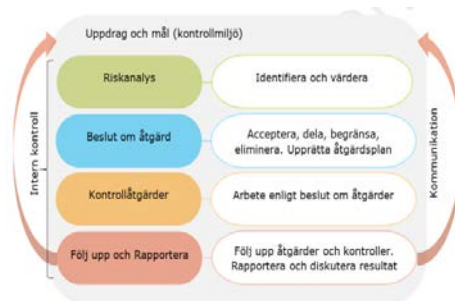 Uppdrag och mål (kontrollmiljö)
Riskanalys
Identifiera och värdera
Beslut om åtgärd
Acceptera, dela, begränsa,
eliminera. Upprätta åtgärdsplan
Kontrollåtgärder
Arbete enligt beslut om åtgärder
Följ upp och Rapportera
Följ upp åtgärder och kontroller.
Rapportera och diskutera resultat
Intern kontroll
Kommunikation